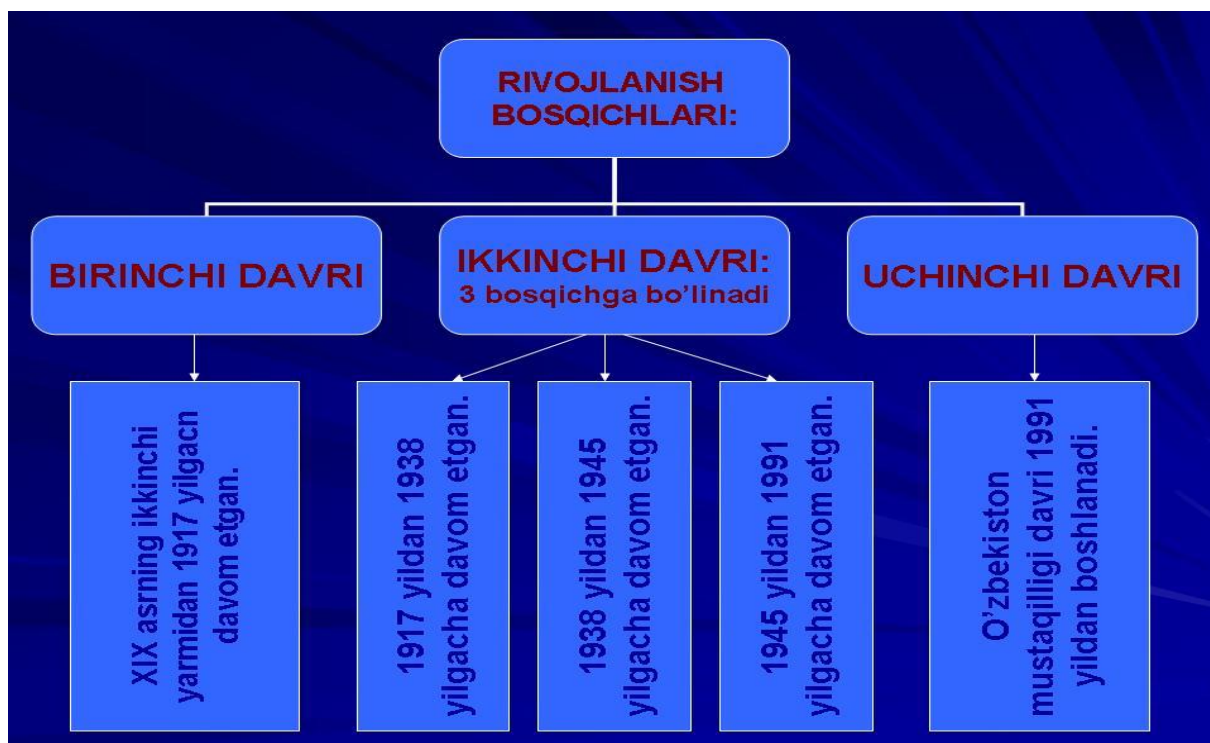 RIVOJLANISH
BOSQICHLARI:
BIRINCHI DAVRI
IKKINCHI DAVRI:
3 bosqichga bo’linadi
UCHINCHI DAVRI
XIX asrning ikkinchi
yarmidan 1917 yilgacn
davom etgan.
1917 yildan 1938
yilgacha davom etgan.
1938 yildan 1945
yilgacha davom etgan.
1945 yildan 1991
yilgacha davom etgan.
O’zbekiston
mustaqilligi davri 1991
yildan boshlanadi.